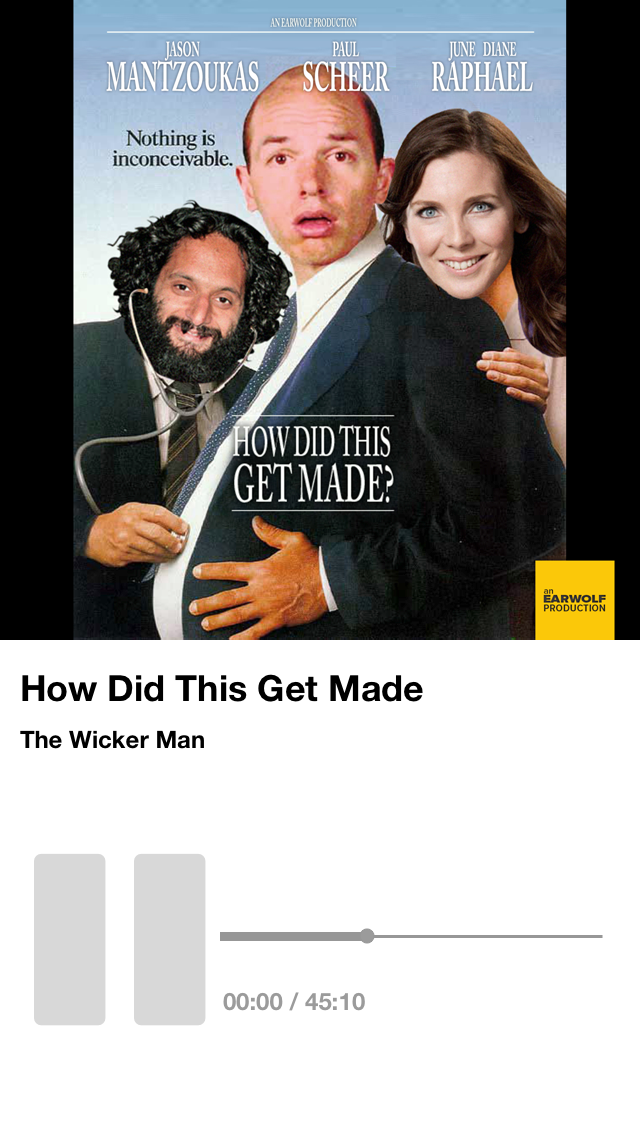 AN EARWOLF PRODUCTION
JASON
MANTZOUKAS
PAUL
SCHEER
JUNE DIANE
RAPHAEL
Nothing is
inconceivable.
HOW DID THIS
GET MADE?
an
EARWOLF
PRODUCTION
How Did This Get Made
The Wicker Man
00:00 / 45:10